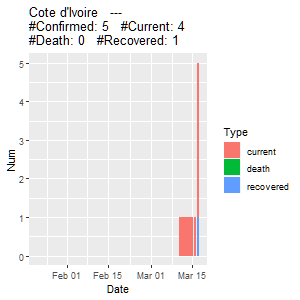 Cote d'Ivoire   ---
#Confirmed: 5   #Current: 4
#Death: 0   #Recovered: 1
5
4
3
2
1
0
Num
Feb 01
Feb 15
Mar 01
Mar 15
Date
Type
current
death
recovered